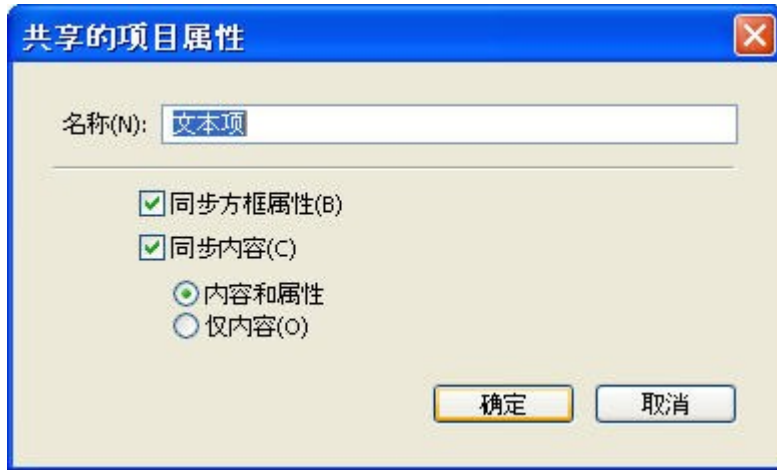 共享的项目属性
名称(N): 文本项
同步方框属性(B)
同步内容(C)
内容和属性
仅内容(O)
确定 取消